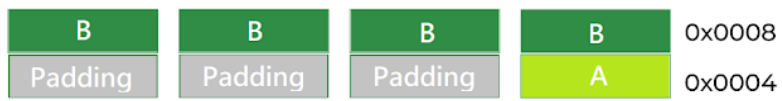 B B B B 0x0008
Padding Padding Padding A 0x0004